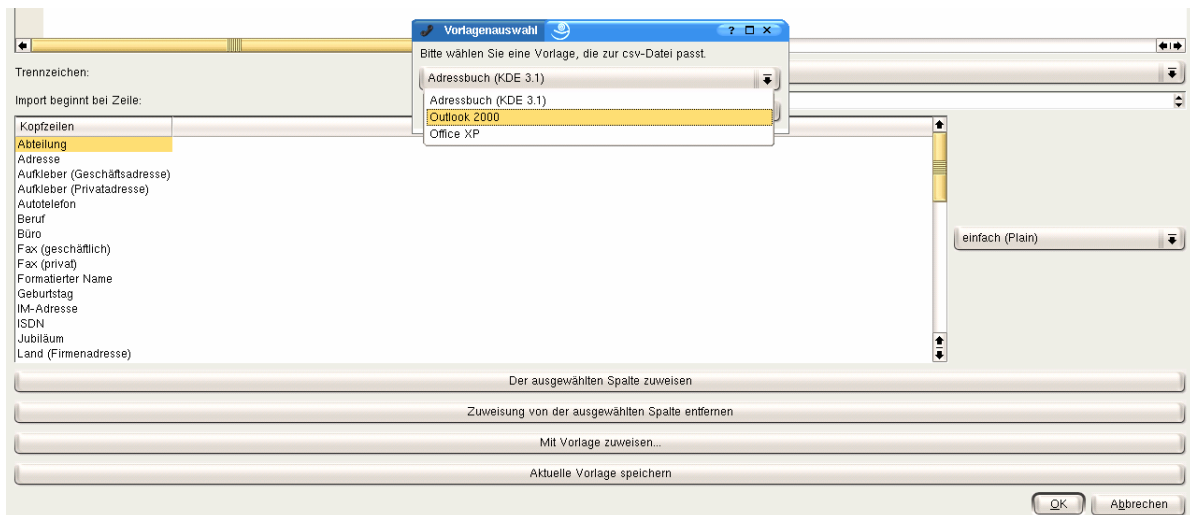 Vorlagenauswahl
Bitte wählen Sie eine Vorlage, die zur csv-Datei passt.
Adressbuch (KDE 3.1)
Adressbuch (KDE 3.1)
Outlook 2000
Office XP
Trennzeichen:
Import beginnt bei Zeile:
Kopfzeilen
Abteilung
Adresse
Aufkleber (Geschäftsadresse)
Aufkleber (Privatadresse)
Autotelefon
Beruf
Büro
Fax (geschäftlich)
Fax (privat)
Formatierter Name
Geburtstag
IM-Adresse
ISDN
Jubiläum
Land (Firmenadresse)
einfach (Plain)
Der ausgewählten Spalte zuweisen
Zuweisung von der ausgewählten Spalte entfernen
Mit Vorlage zuweisen...
Aktuelle Vorlage speichern
OK
Abbrechen